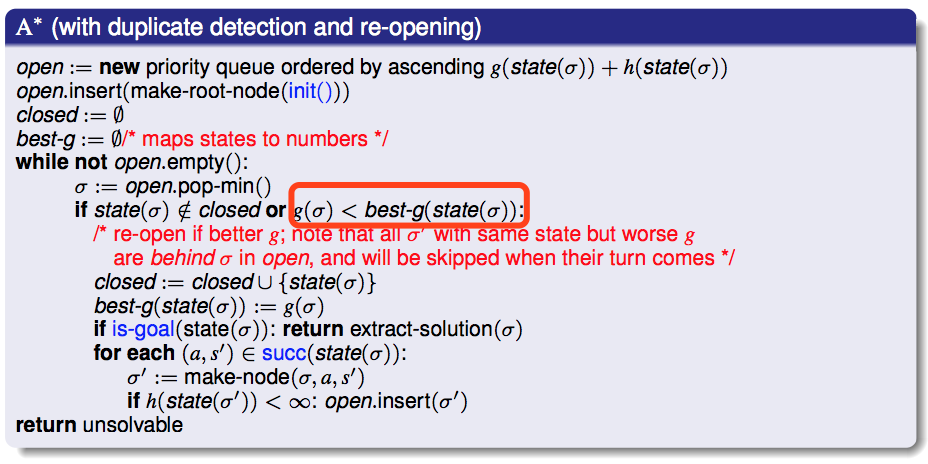 A* (with duplicate detection and re-opening)
open := new priority queue ordered by ascending g(state(σ)) + h(state(σ))
open.insert(make-root-node(init()))
closed := ∅
best-g := ∅/* maps states to numbers */
while not open.empty():
σ := open.pop-min()
if state(σ) ∉ closed or g(σ) < best-g(state(σ)):
/* re-open if better g; note that all σ′ with same state but worse g
are behind σ in open, and will be skipped when their turn comes */
closed := closed ∪ {state(σ)}
best-g(state(σ)) := g(σ)
if is-goal(state(σ)): return extract-solution(σ)
for each (a, s′) ∈ succ(state(σ)):
σ′ := make-node(σ, a, s′)
if h(state(σ′)) < ∞: open.insert(σ′)
return unsolvable